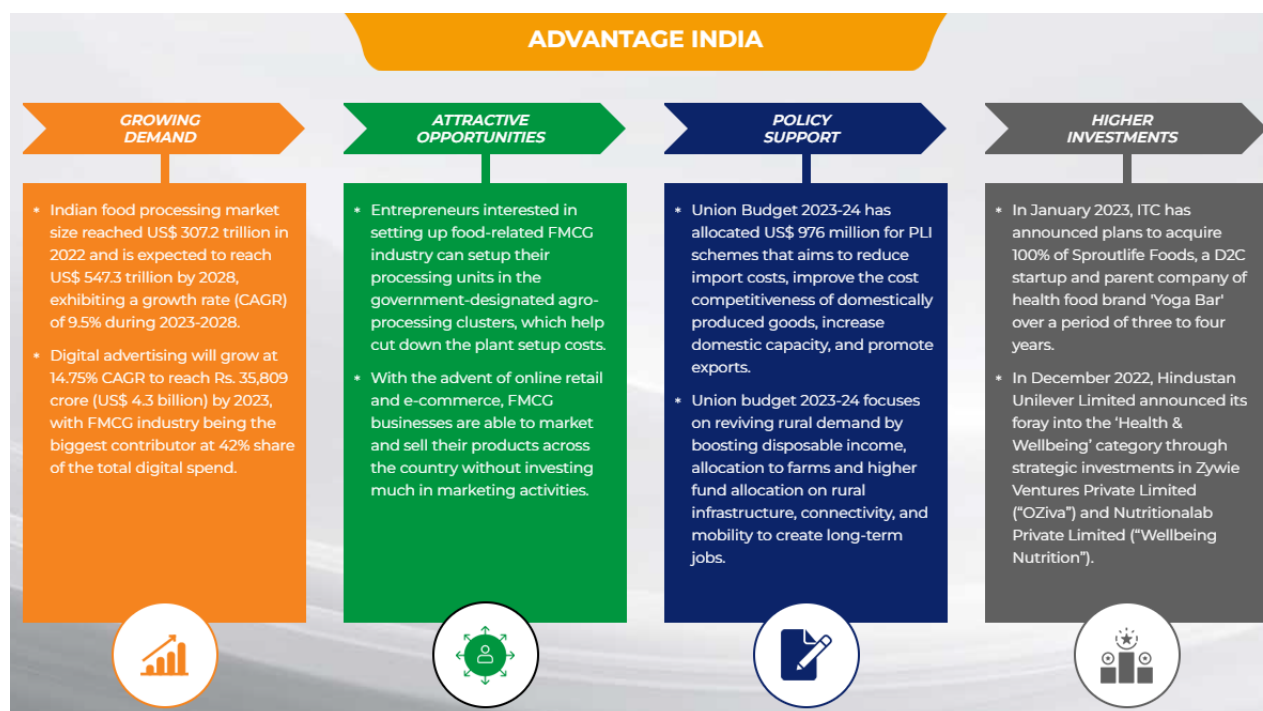 ADVANTAGE INDIA
GROWING
DEMAND
* Indian food processing market
size reached US$ 307.2 trillion in
2022 and is expected to reach
US$ 547.3 trillion by 2028,
exhibiting a growth rate (CAGR)
of 9.5% during 2023-2028.
* Digital advertising will grow at
14.75% CAGR to reach Rs. 35,809
crore (US$ 4.3 billion) by 2023,
with FMCG industry being the
biggest contributor at 42% share
of the total digital spend.
ATTRACTIVE
OPPORTUNITIES
* Entrepreneurs interested in
setting up food-related FMCG
industry can setup their
processing units in the
government-designated agro-
processing clusters, which help
cut down the plant setup costs.
* With the advent of online retail
and e-commerce, FMCG
businesses are able to market
and sell their products across
the country without investing
much in marketing activities.
POLICY
SUPPORT
* Union Budget 2023-24 has
allocated US$ 976 million for PLI
schemes that aims to reduce
import costs, improve the cost
competitiveness of domestically
produced goods, increase
domestic capacity, and promote
exports.
* Union budget 2023-24 focuses
on reviving rural demand by
boosting disposable income,
allocation to farms and higher
fund allocation on rural
infrastructure, connectivity, and
mobility to create long-term
jobs.
HIGHER
INVESTMENTS
* In January 2023, ITC has
announced plans to acquire
100% of Sproutlife Foods, a D2C
startup and parent company of
health food brand 'Yoga Bar'
over a period of three to four
years.
* In December 2022, Hindustan
Unilever Limited announced its
foray into the ‘Health &
Wellbeing’ category through
strategic investments in Zywie
Ventures Private Limited
(“OZiva”) and Nutritionalab
Private Limited (“Wellbeing
Nutrition”).